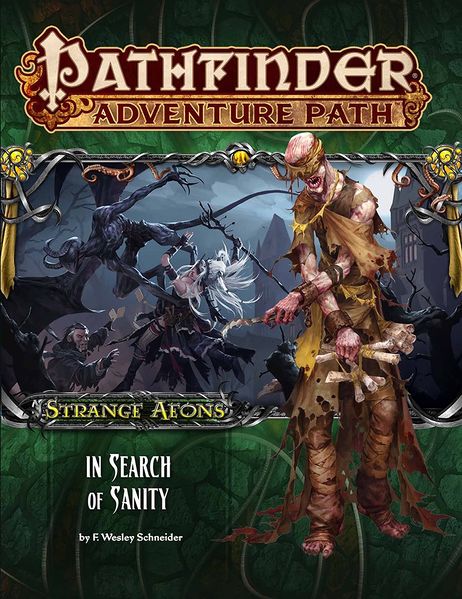 PATHFINDER®
ADVENTURE PATH
STRANGE AEONS
IN SEARCH
OF SANITY
by F. Wesley Schneider